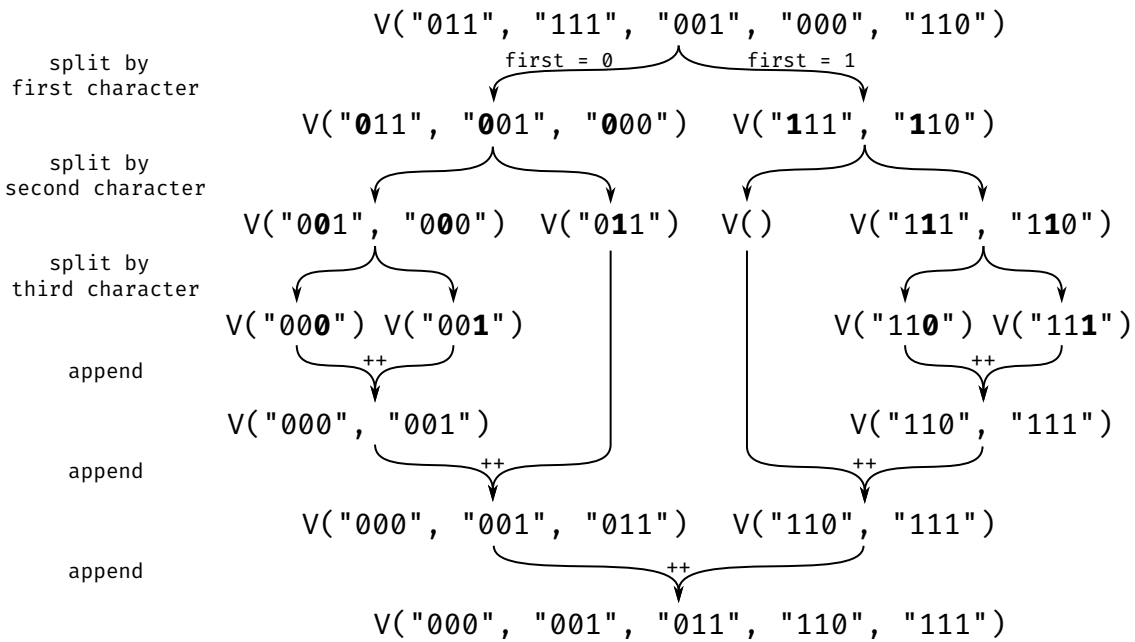 V("011", "111", "001", "000", "110")
split by
first character
first = 0
first = 1
V("011", "001", "000")
V("111", "110")
split by
second character
V("001", "000")
V("011")
V()
V("111", "110")
split by
third character
V("000")
V("001")
V("110")
V("111")
append
++
++
V("000", "001")
V("110", "111")
append
++
++
V("000", "001", "011")
V("110", "111")
append
++
V("000", "001", "011", "110", "111")